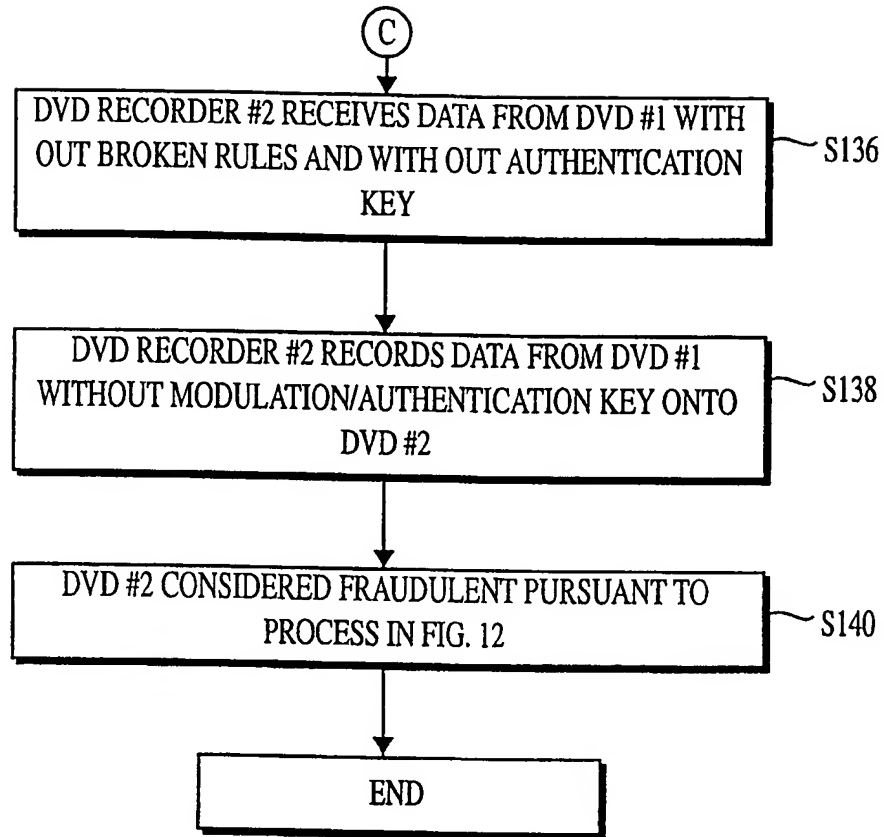 C
DVD RECORDER #2 RECEIVES DATA FROM DVD #1 WITH
OUT BROKEN RULES AND WITH OUT AUTHENTICATION
KEY
S136
DVD RECORDER #2 RECORDS DATA FROM DVD #1
WITHOUT MODULATION/AUTHENTICATION KEY ONTO
DVD #2
S138
DVD #2 CONSIDERED FRAUDULENT PURSUANT TO
PROCESS IN FIG. 12
S140
END